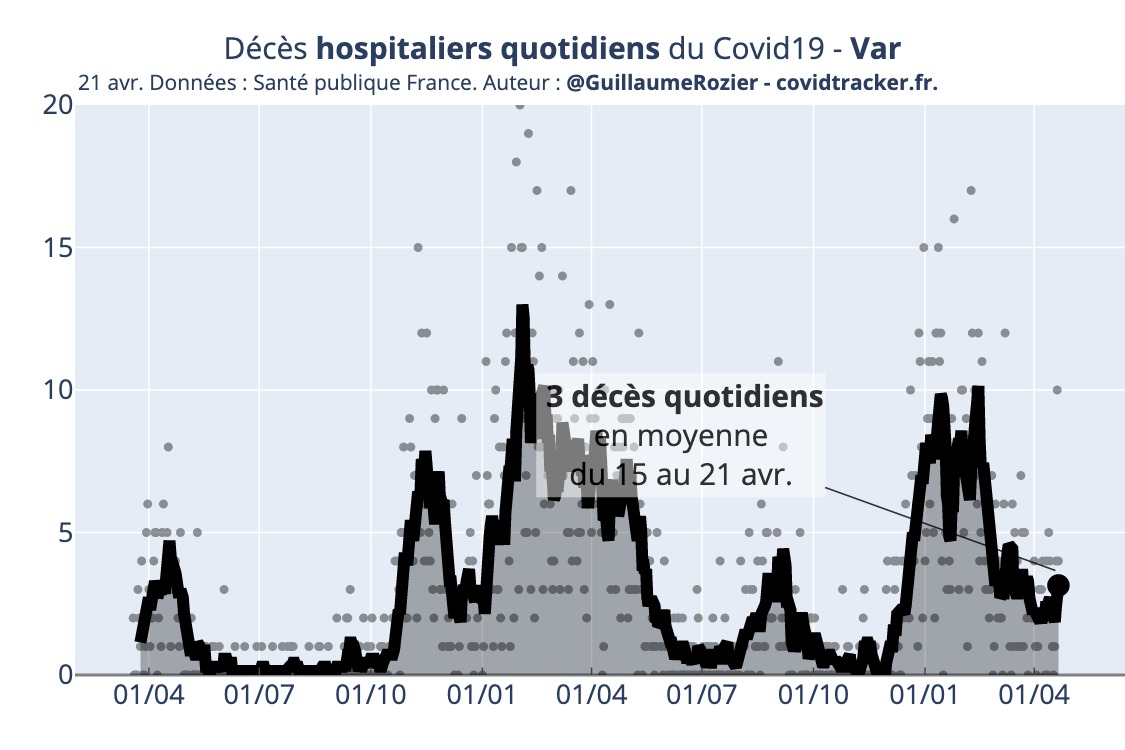 Décès hospitaliers quotidiens du Covid19 - Var
21 avr. Données : Santé publique France. Auteur : @GuillaumeRozier - covidtracker.fr.
20
15
10
5
0
3 décès quotidiens
en moyenne
du 15 au 21 avr.
01/04 01/07 01/10 01/01 01/04 01/07 01/10 01/01 01/04